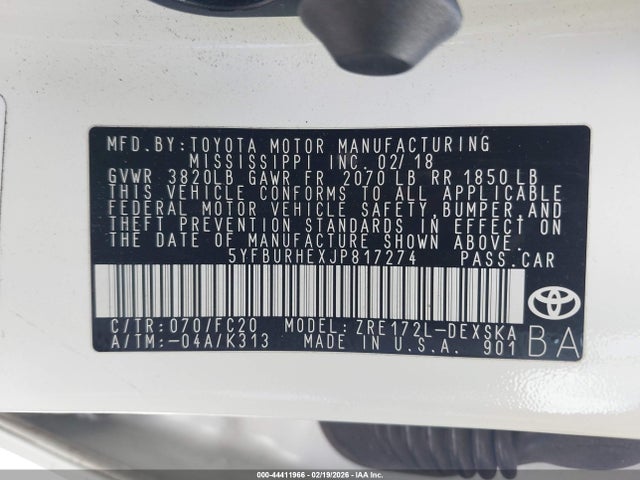 MFD.BY: TOYOTA MOTOR MANUFACTURING
MISSISSIPPI INC. 02/18
GVWR 3820LB GAWR FR 2070 LB RR 1850 LB
THIS VEHICLE CONFORMS TO ALL APPLICABLE
FEDERAL MOTOR VEHICLE SAFETY,BUMPER,AND
THEFT PREVENTION STANDARDS IN EFFECT ON
THE DATE OF MANUFACTURE SHOWN ABOVE.
5YFBURHEXJP817274 PASS.CAR
C/TR: 070/FC20 MODEL: ZRE172L-DEXSKA
A/TM: -04A/K313 MADE IN U.S.A. 901 BA
000-44411966 - 02/19/2026 - COPYRIGHT IAA